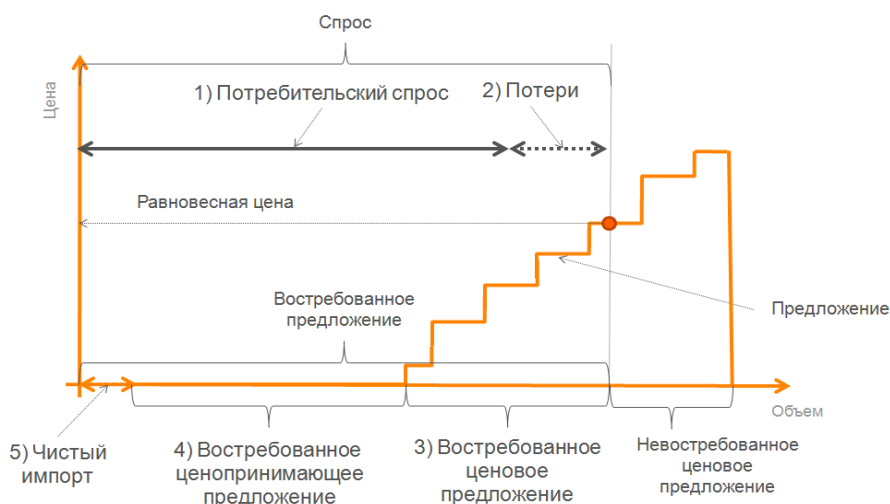 Спрос
Цена
1) Потребительский спрос
2) Потери
Равновесная цена
Востребованное
предложение
Предложение
Объем
5) Чистый
импорт
4) Востребованное
ценопринимающее
предложение
3) Востребованное
ценовое
предложение
Невостребованное
ценовое
предложение